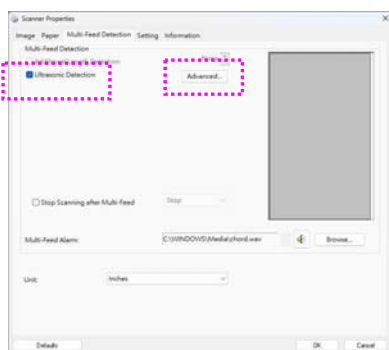 Scanner Properties
Image Paper Multi-Feed Detection Setting Information
Multi-Feed Detection
Ultrasonic Detection
Advanced...
Stop Scanning after Multi-Feed
Stop
Multi-Feed Alarm:
C:\WINDOWS\Media\chord.wav
Browse...
Unit:
Inches
Defaults
OK
Cancel